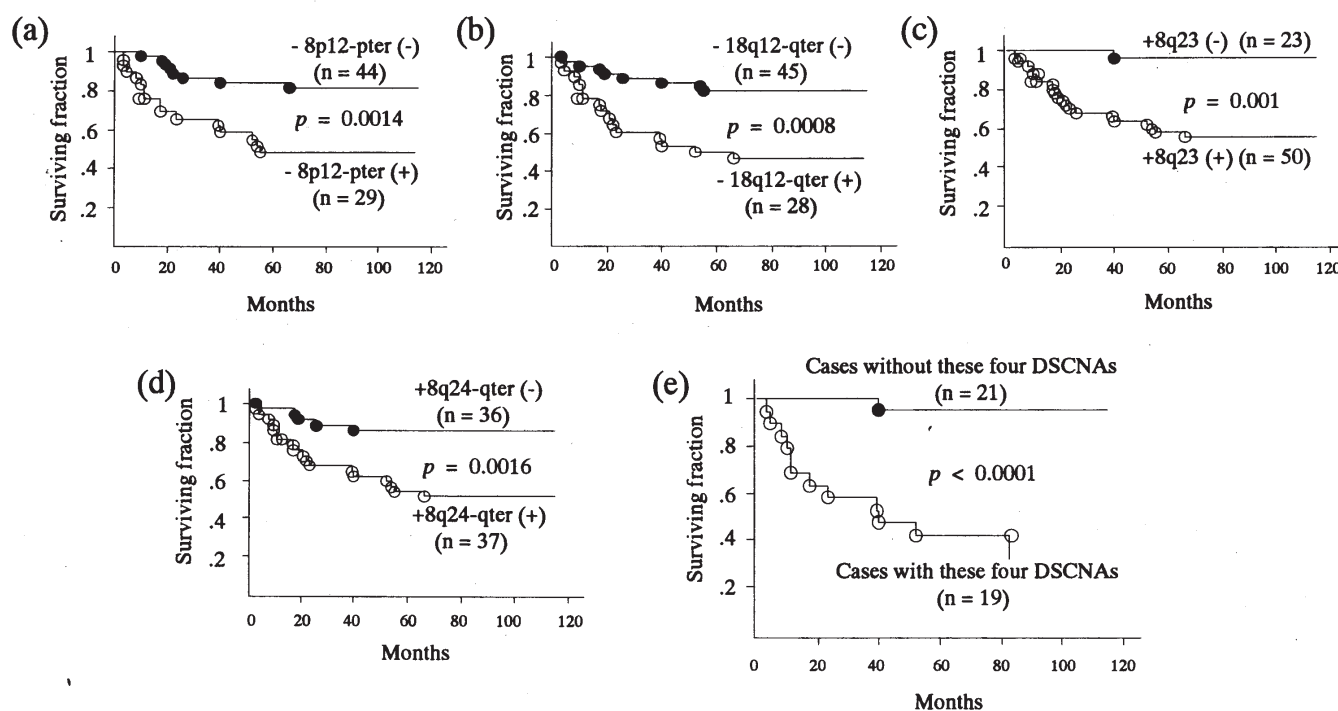 (a)
Surviving fraction
1
.8
.6
.4
.2
- 8p12-pter (-)
(n = 44)
p = 0.0014
- 8p12-pter (+)
(n = 29)
0 20 40 60 80 100 120
Months
(b)
Surviving fraction
1
.8
.6
.4
.2
- 18q12-qter (-)
(n = 45)
p = 0.0008
- 18q12-qter (+)
(n = 28)
0 20 40 60 80 100 120
Months
(c)
Surviving fraction
1
.8
.6
.4
.2
+8q23 (-) (n = 23)
p = 0.001
+8q23 (+) (n = 50)
0 20 40 60 80 100 120
Months
(d)
Surviving fraction
1
.8
.6
.4
.2
+8q24-qter (-)
(n = 36)
p = 0.0016
+8q24-qter (+)
(n = 37)
0 20 40 60 80 100 120
Months
(e)
Surviving fraction
1
.8
.6
.4
.2
Cases without these four DSCNAs
(n = 21)
p < 0.0001
Cases with these four DSCNAs
(n = 19)
0 20 40 60 80 100 120
Months